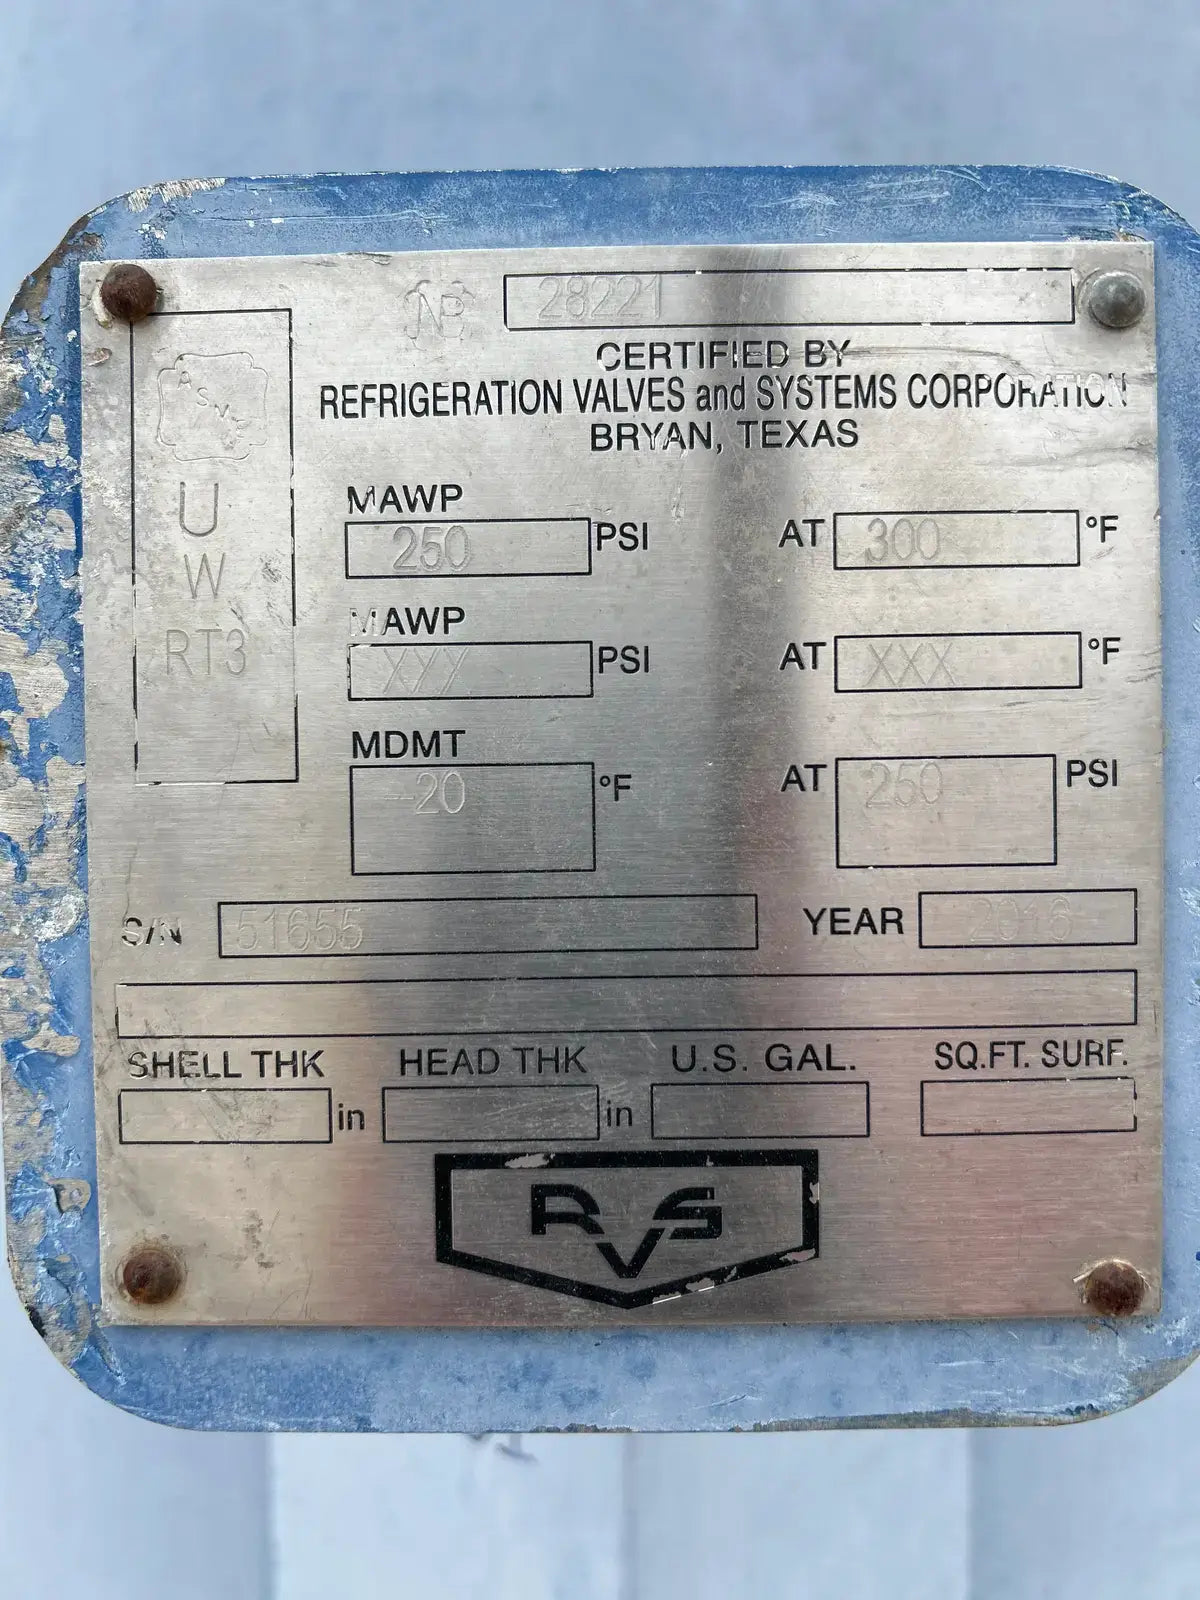 NB 28221
CERTIFIED BY
REFRIGERATION VALVES and SYSTEMS CORPORATION
BRYAN, TEXAS
ASME
U
W
RT3
MAWP
250 PSI AT 300 °F
MAWP
XXX PSI AT XXX °F
MDMT
-20 °F AT 250 PSI
S/N 51655 YEAR 2016
SHELL THK HEAD THK U.S. GAL. SQ.FT. SURF.
in in
RVS